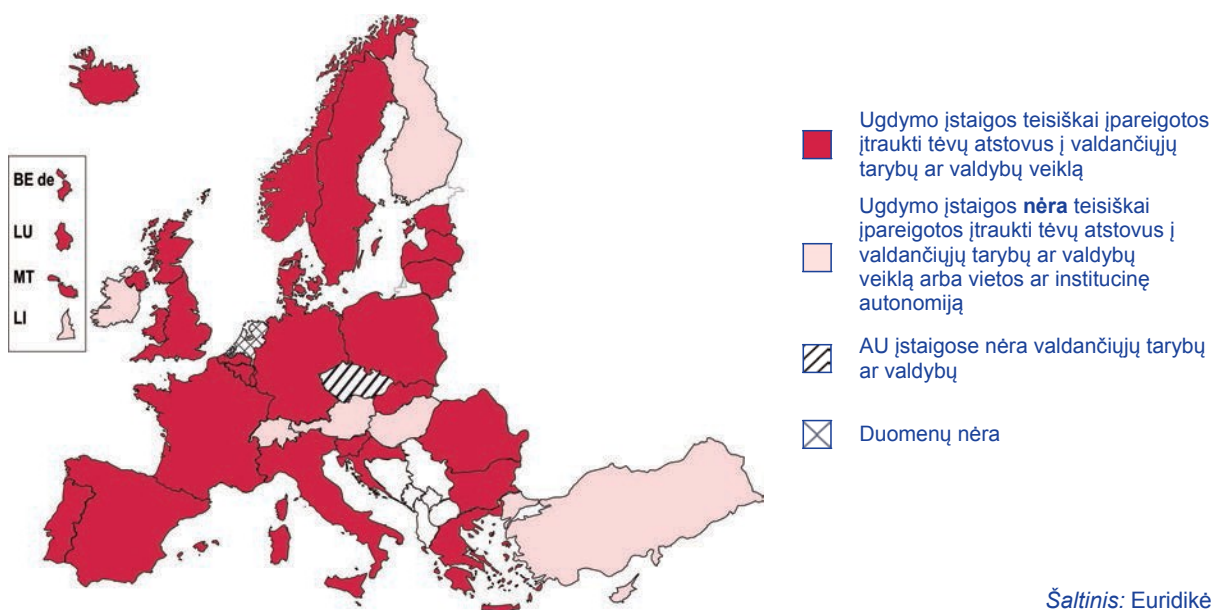 BE de
LU
MT
LI
Ugdymo įstaigos teisiškai įpareigotos
įtraukti tėvų atstovus į valdančiųjų
tarybų ar valdybų veiklą
Ugdymo įstaigos nėra teisiškai
įpareigotos įtraukti tėvų atstovus į
valdančiųjų tarybų ar valdybų
veiklą arba vietos ar institucinę
autonomiją
AU įstaigose nėra valdančiųjų tarybų
ar valdybų
Duomenų nėra
Šaltinis: Euridikė